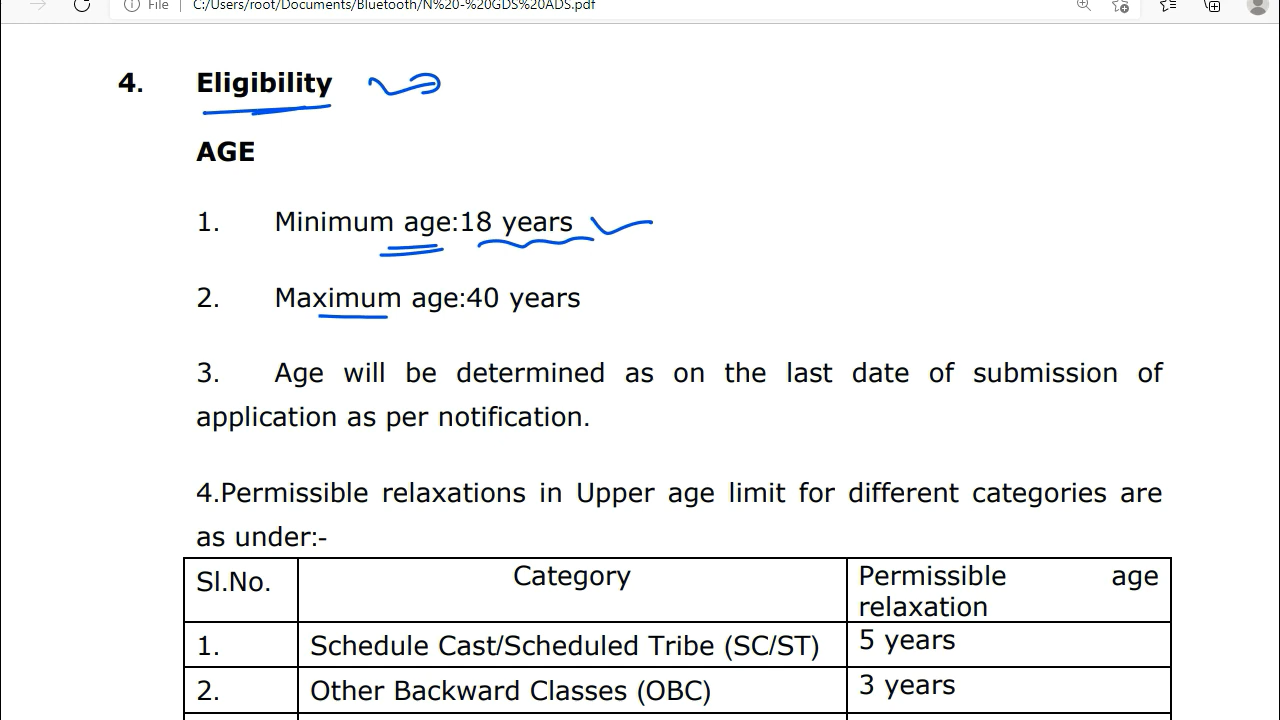 File | C:/Users/root/Documents/Bluetooth/N%20-%20GDS%20ADS.pdf
4. Eligibility
AGE
1. Minimum age:18 years
2. Maximum age:40 years
3. Age will be determined as on the last date of submission of
application as per notification.
4.Permissible relaxations in Upper age limit for different categories are
as under:-
Sl.No. Category Permissible age
relaxation
1. Schedule Cast/Scheduled Tribe (SC/ST) 5 years
2. Other Backward Classes (OBC) 3 years